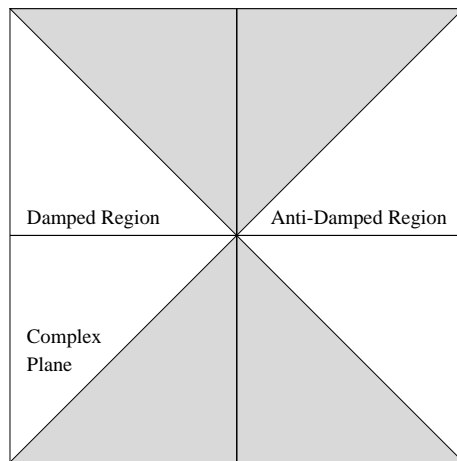 Damped Region
Anti-Damped Region
Complex
Plane